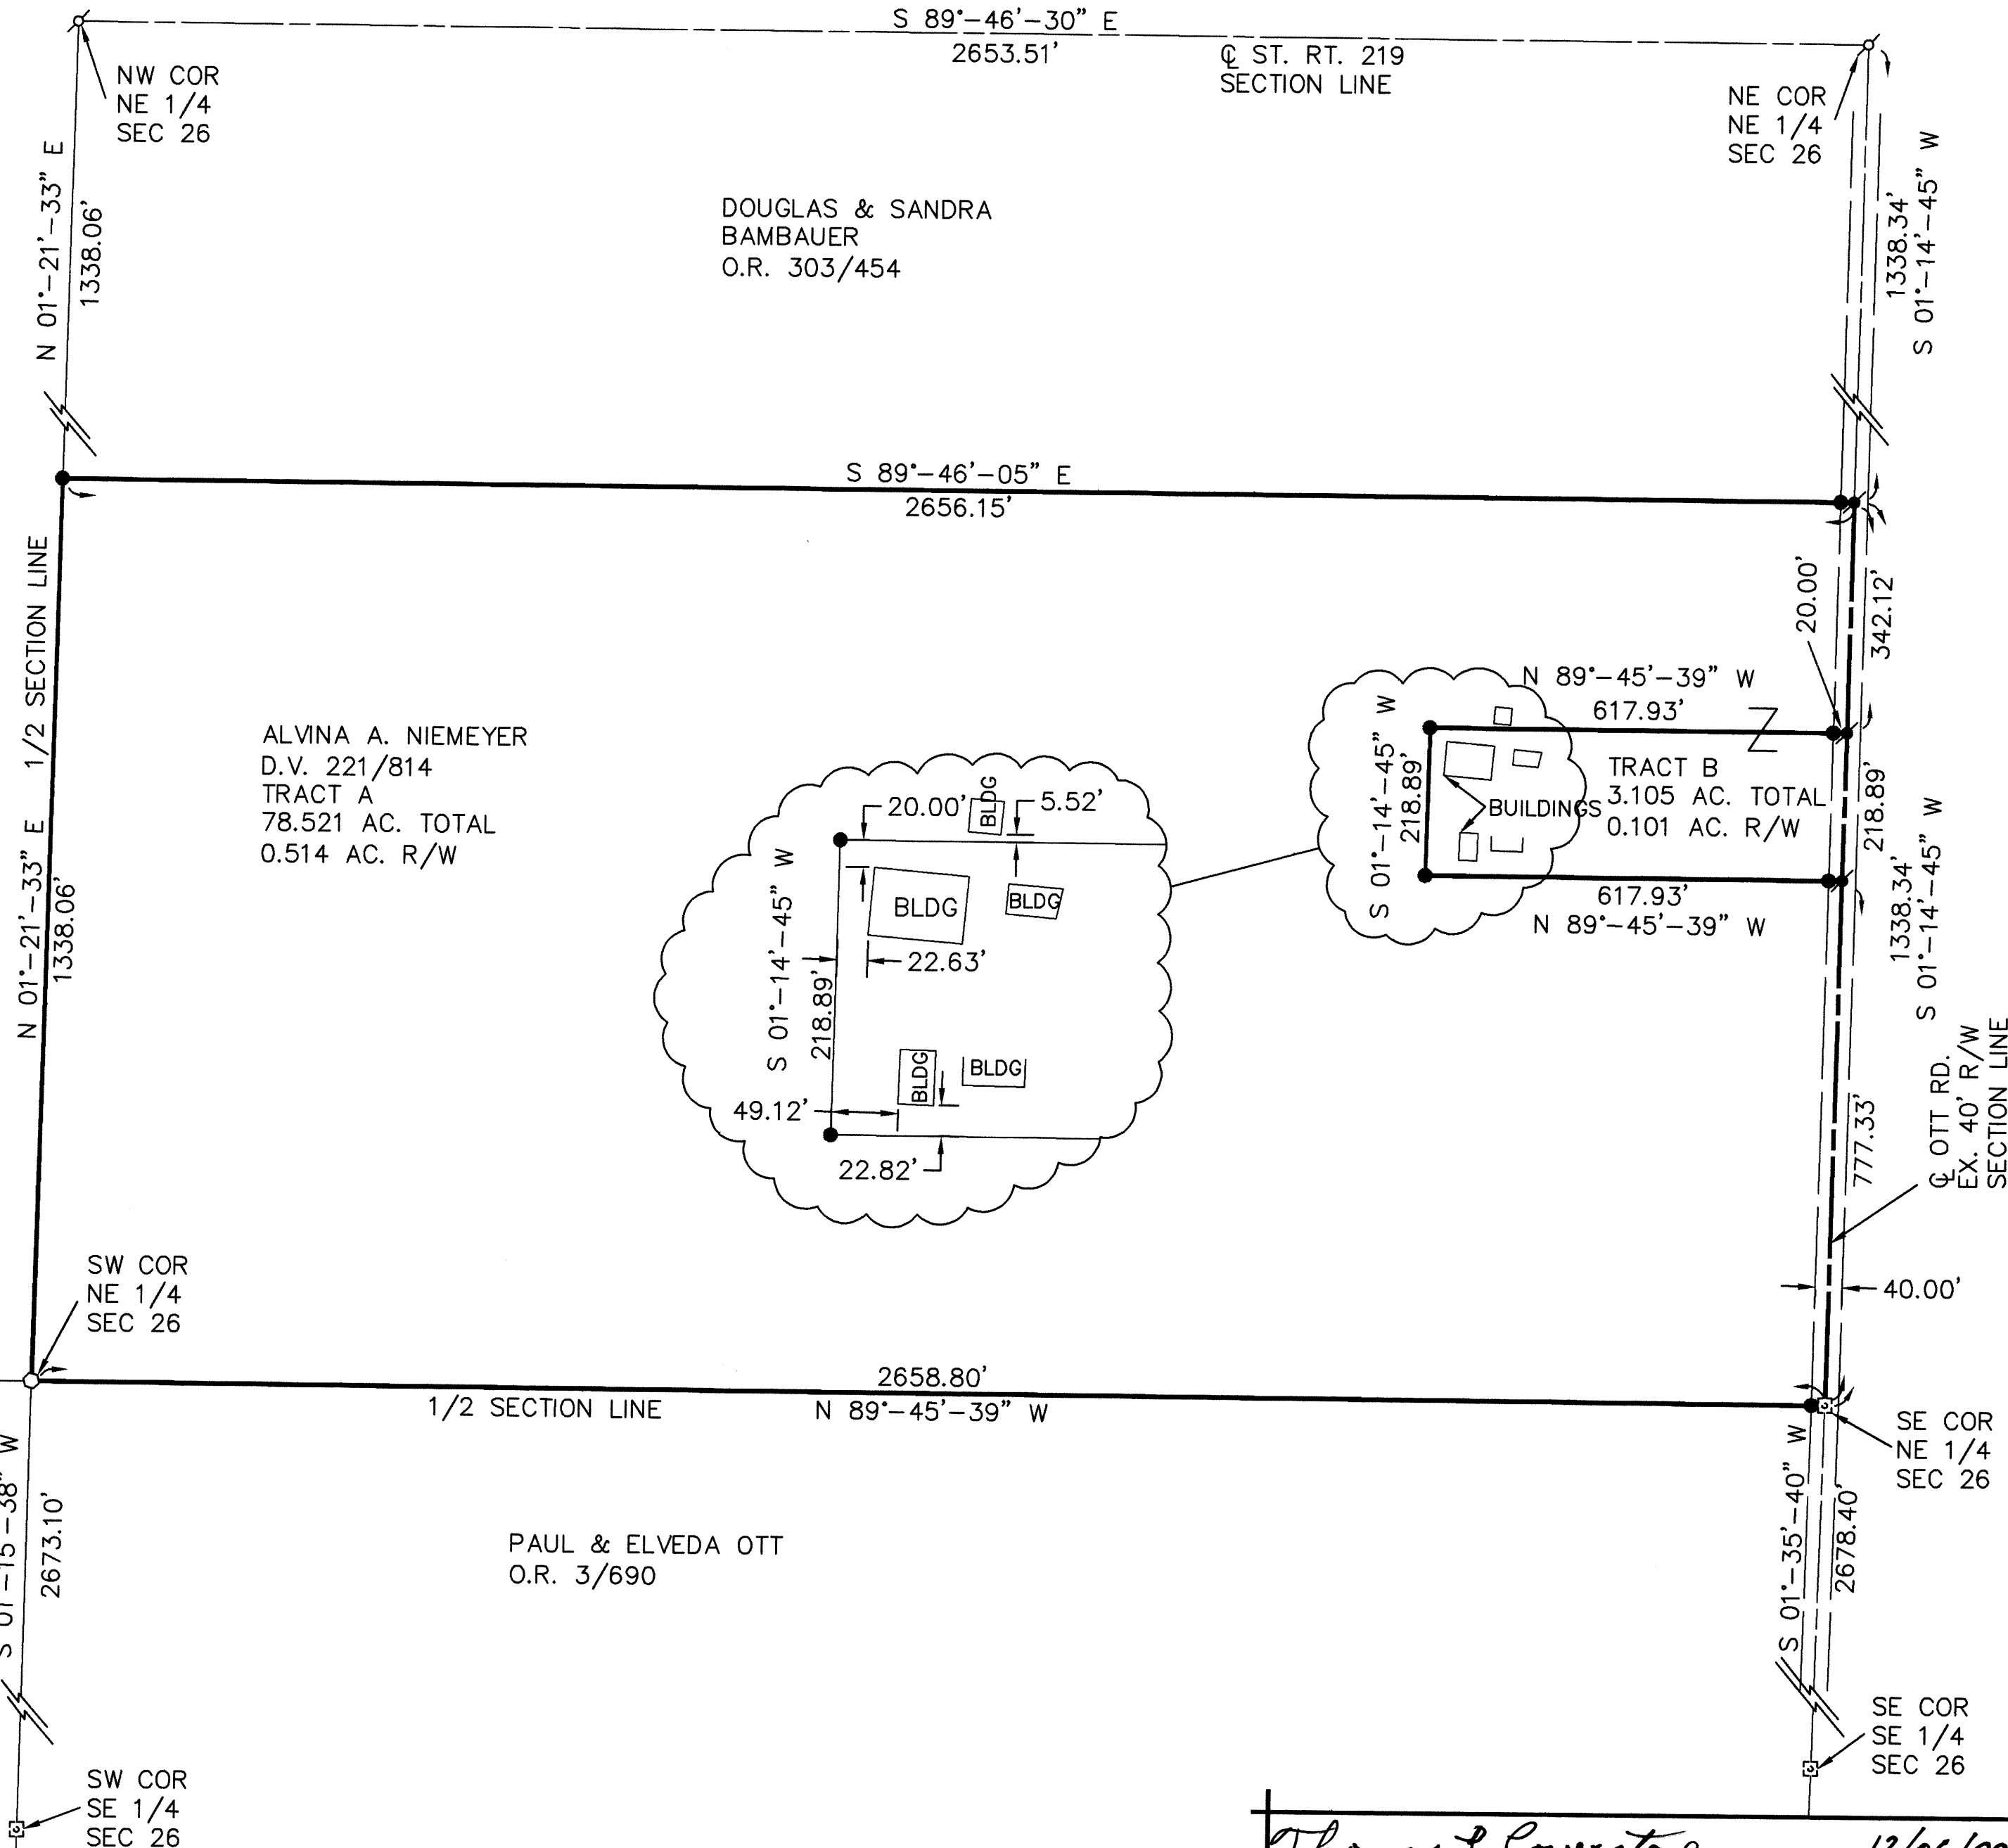 S 89°-46'-30" E
2653.51'
℄ ST. RT. 219
SECTION LINE
NW COR
NE 1/4
SEC 26
NE COR
NE 1/4
SEC 26
N 01°-21'-33" E
1338.06'
1338.34'
S 01°-14'-45" W
DOUGLAS & SANDRA
BAMBAUER
O.R. 303/454
S 89°-46'-05" E
2656.15'
N 01°-21'-33" E 1/2 SECTION LINE
1338.06'
ALVINA A. NIEMEYER
D.V. 221/814
TRACT A
78.521 AC. TOTAL
0.514 AC. R/W
20.00'
BLDG
5.52'
BLDG
BLDG
22.63'
S 01°-14'-45" W
218.89'
BLDG
BLDG
49.12'
22.82'
20.00'
342.12'
N 89°-45'-39" W
617.93'
S 01°-14'-45" W
218.89'
BUILDINGS
TRACT B
3.105 AC. TOTAL
0.101 AC. R/W
218.89'
617.93'
N 89°-45'-39" W
1338.34'
S 01°-14'-45" W
777.33'
℄ OTT RD.
EX. 40' R/W
SECTION LINE
40.00'
SW COR
NE 1/4
SEC 26
2658.80'
1/2 SECTION LINE
N 89°-45'-39" W
SE COR
NE 1/4
SEC 26
S 01°-15'-38" W
2673.10'
PAUL & ELVEDA OTT
O.R. 3/690
S 01°-35'-40" W
2678.40'
SE COR
SE 1/4
SEC 26
SW COR
SE 1/4
SEC 26